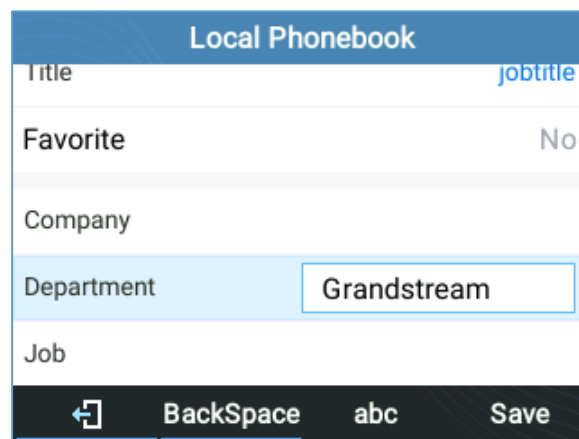 Local Phonebook
Title jobtitle
Favorite No
Company
Department Grandstream
Job
BackSpace abc Save